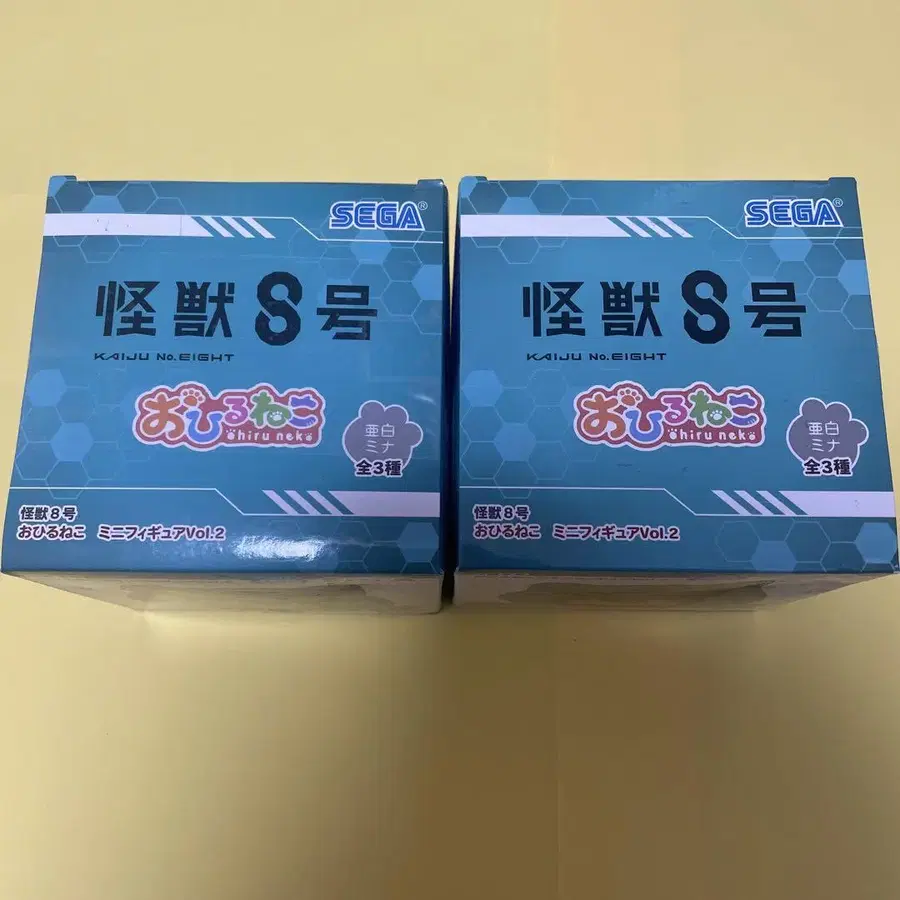 SEGA®
怪獣8号
KAIJU No.EIGHT
おひるねこ
ohiru neko
亜白
ミナ
全3種
怪獣8号
おひるねこ ミニフィギュアVol.2
SEGA®
怪獣8号
KAIJU No.EIGHT
おひるねこ
ohiru neko
亜白
ミナ
全3種
怪獣8号
おひるねこ ミニフィギュアVol.2